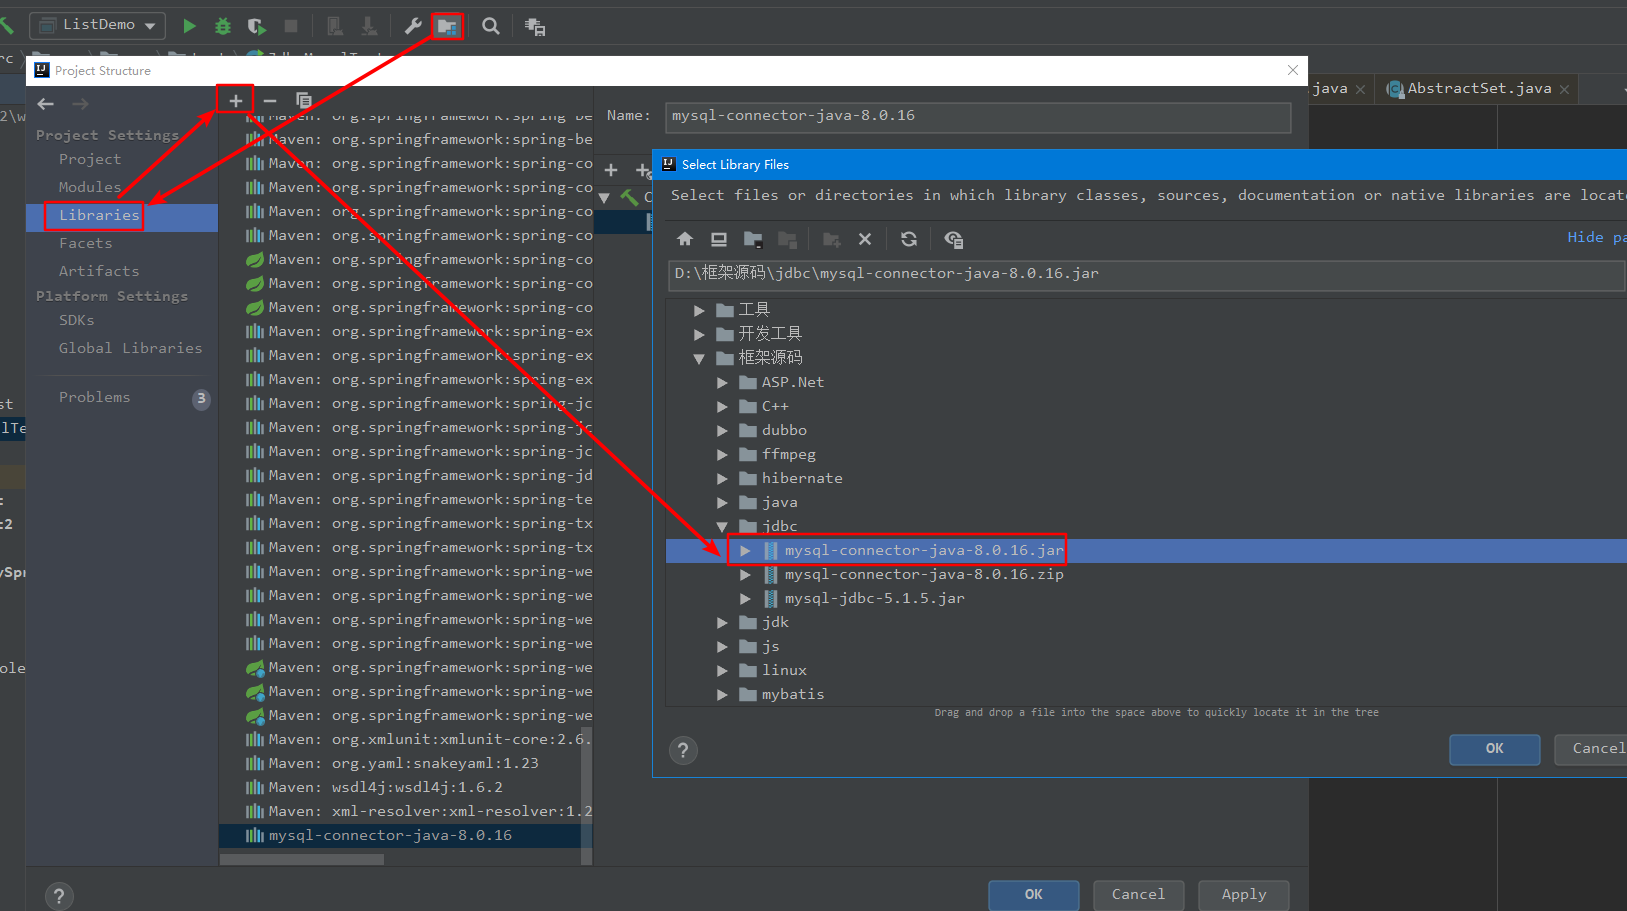 ListDemo
Project Structure
java
AbstractSet.java
Project Settings
Project
Modules
Libraries
Facets
Artifacts
Platform Settings
SDKs
Global Libraries
Problems
3
Maven: org.springframework:spring-be
Maven: org.springframework:spring-be
Maven: org.springframework:spring-co
Maven: org.springframework:spring-co
Maven: org.springframework:spring-co
Maven: org.springframework:spring-co
Maven: org.springframework:spring-co
Maven: org.springframework:spring-co
Maven: org.springframework:spring-co
Maven: org.springframework:spring-ex
Maven: org.springframework:spring-ex
Maven: org.springframework:spring-ex
Maven: org.springframework:spring-jc
Maven: org.springframework:spring-jc
Maven: org.springframework:spring-jc
Maven: org.springframework:spring-jd
Maven: org.springframework:spring-te
Maven: org.springframework:spring-tx
Maven: org.springframework:spring-tx
Maven: org.springframework:spring-we
Maven: org.springframework:spring-we
Maven: org.springframework:spring-we
Maven: org.springframework:spring-we
Maven: org.springframework:spring-we
Maven: org.springframework:spring-we
Maven: org.springframework:spring-we
Maven: org.xmlunit:xmlunit-core:2.6.
Maven: org.yaml:snakeyaml:1.23
Maven: wsdl4j:wsdl4j:1.6.2
Maven: xml-resolver:xml-resolver:1.2
mysql-connector-java-8.0.16
Name: mysql-connector-java-8.0.16
Select Library Files
Select files or directories in which library classes, sources, documentation or native libraries are locat
Hide pa
D:\框架源码\jdbc\mysql-connector-java-8.0.16.jar
工具
开发工具
框架源码
ASP.Net
C++
dubbo
ffmpeg
hibernate
java
jdbc
mysql-connector-java-8.0.16.jar
mysql-connector-java-8.0.16.zip
mysql-jdbc-5.1.5.jar
jdk
js
linux
mybatis
Drag and drop a file into the space above to quickly locate it in the tree
? OK Cancel
? OK Cancel Apply